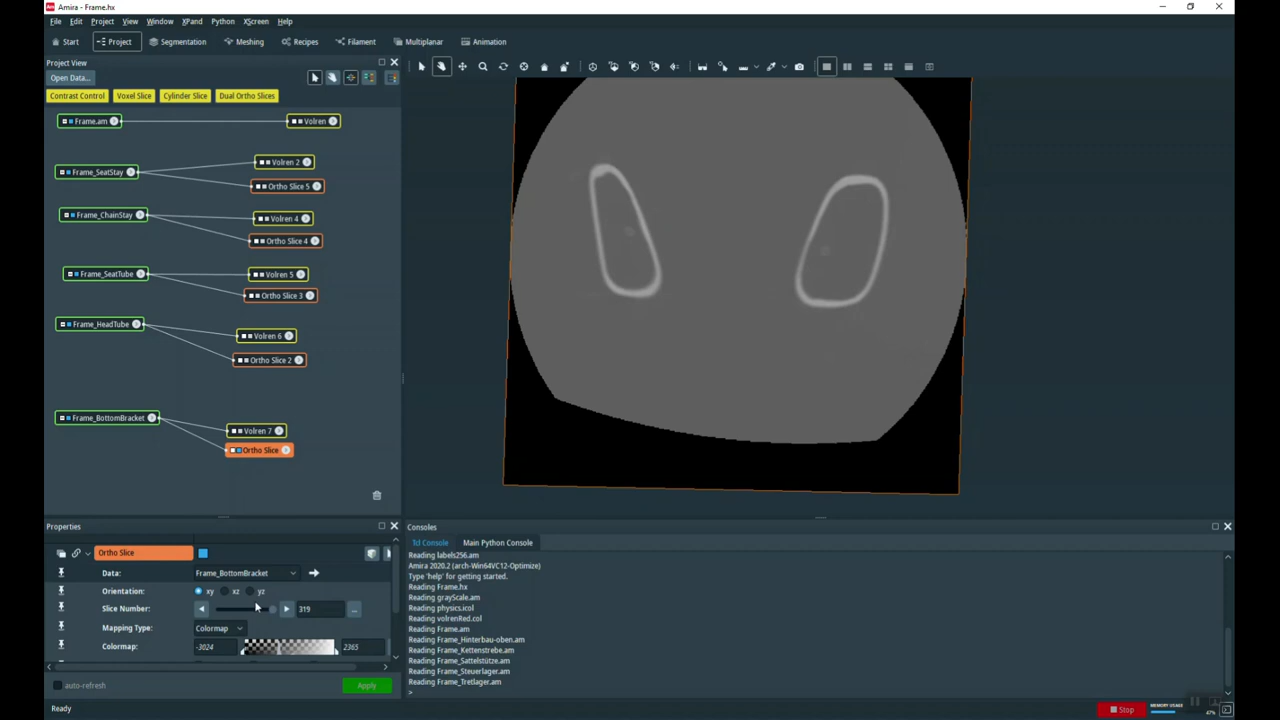 Amira - Frame.hx
File Edit Project View Window XPand Python XScreen Help
Start Project Segmentation Meshing Recipes Filament Multiplanar Animation
Project View
Open Data...
Contrast Control Voxel Slice Cylinder Slice Dual Ortho Slices
Frame.am Volren
Volren 2
Frame_SeatStay
Ortho Slice 5
Frame_ChainStay Volren 4
Ortho Slice 4
Frame_SeatTube Volren 5
Ortho Slice 3
Frame_HeadTube Volren 6
Ortho Slice 2
Frame_BottomBracket
Volren 7
Ortho Slice
Properties
Ortho Slice
Data: Frame_BottomBracket
Orientation: xy xz yz
Slice Number: 319 ...
Mapping Type: Colormap
Colormap: -3024 2365
auto-refresh Apply
Consoles
Tcl Console Main Python Console
Reading labels256.am
Amira 2020.2 (arch-Win64VC12-Optimize)
Type 'help' for getting started.
Reading Frame.hx
Reading grayScale.am
Reading physics.icol
Reading volrenRed.col
Reading Frame.am
Reading Frame_Hinterbau-oben.am
Reading Frame_Kettenstrebe.am
Reading Frame_Sattelstütze.am
Reading Frame_Steuerlager.am
Reading Frame_Tretlager.am
>
Ready Stop MEMORY USAGE 47%